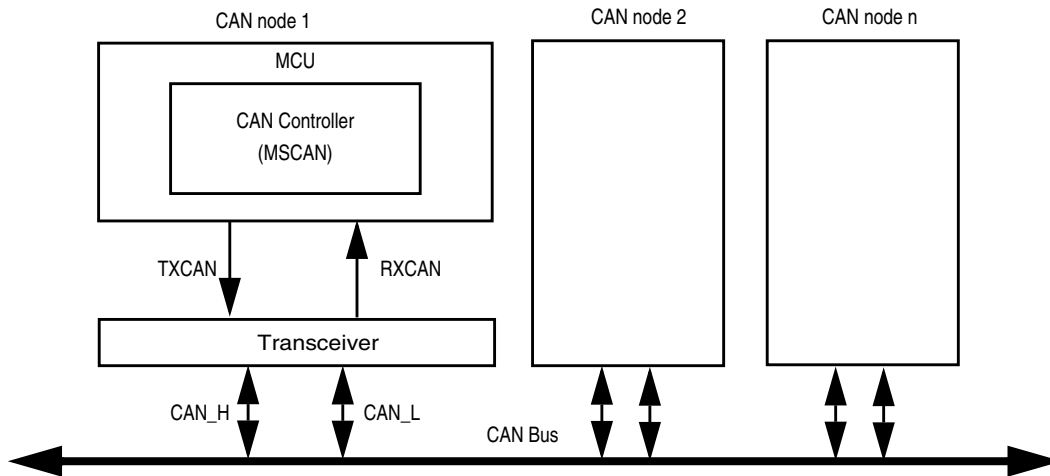 CAN node 1
CAN node 2
CAN node n
MCU
CAN Controller
(MSCAN)
TXCAN
RXCAN
Transceiver
CAN_H
CAN_L
CAN Bus